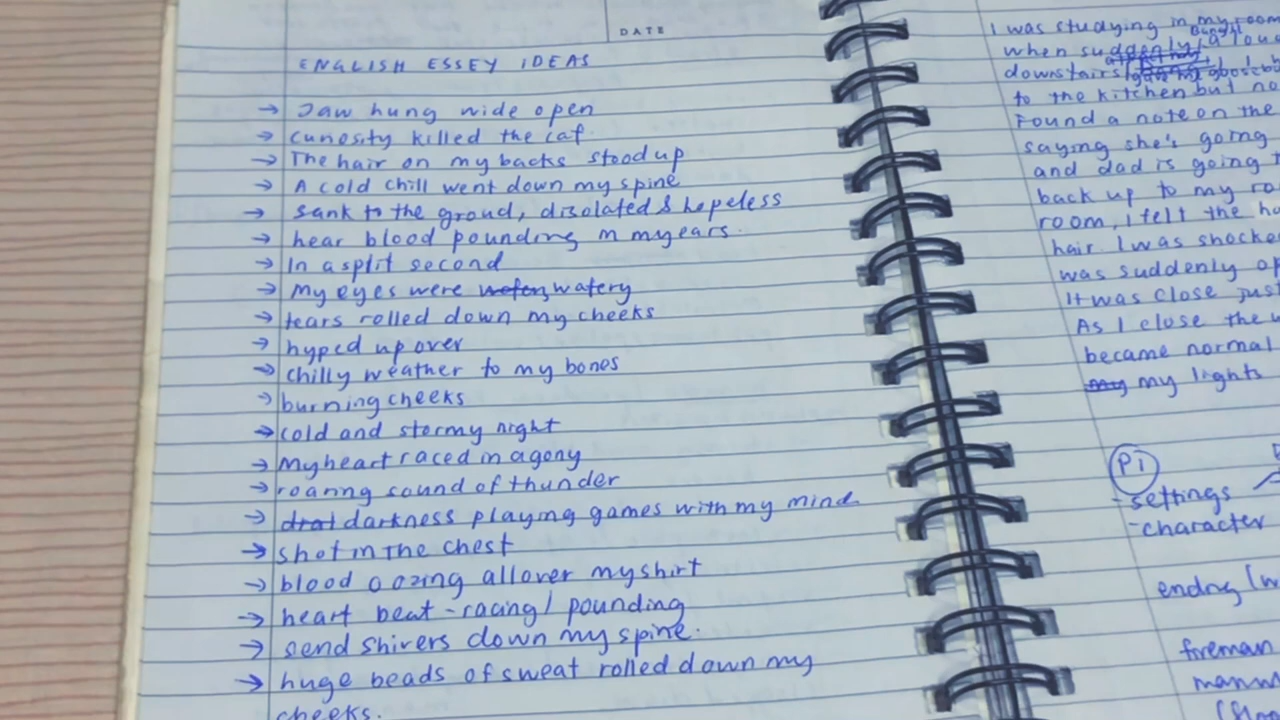 DATE
ENGLISH ESSEY IDEAS
→ Jaw hung wide open
→ curiosity killed the cat.
→ The hair on my backs stood up
→ A cold chill went down my spine
→ sank to the groud, disolated & hopeless
→ hear blood pounding in my ears.
→ In a split second
→ My eyes were watery
→ tears rolled down my cheeks
→ hyped up over
→ chilly weather to my bones
→ burning cheeks
→ cold and stormy night
→ My heart raced in agony
→ roaring sound of thunder
→ drat darkness playing games with my mind
→ shot in the chest
→ blood oozing all over my shirt
→ heart beat - racing / pounding
→ send shivers down my spine.
→ huge beads of sweat rolled down my
cheeks.
I was studying in my room
when suddenly, a lou
downstairs
to the kitchen but no
Found a note on the
saying she's going
and dad is going t
back up to my ro
room, I felt the ha
hair. I was shocke
was suddenly op
It was close just
As I close the w
became normal
my my lights
P1
- settings
- character
ending (w
fireman
mann